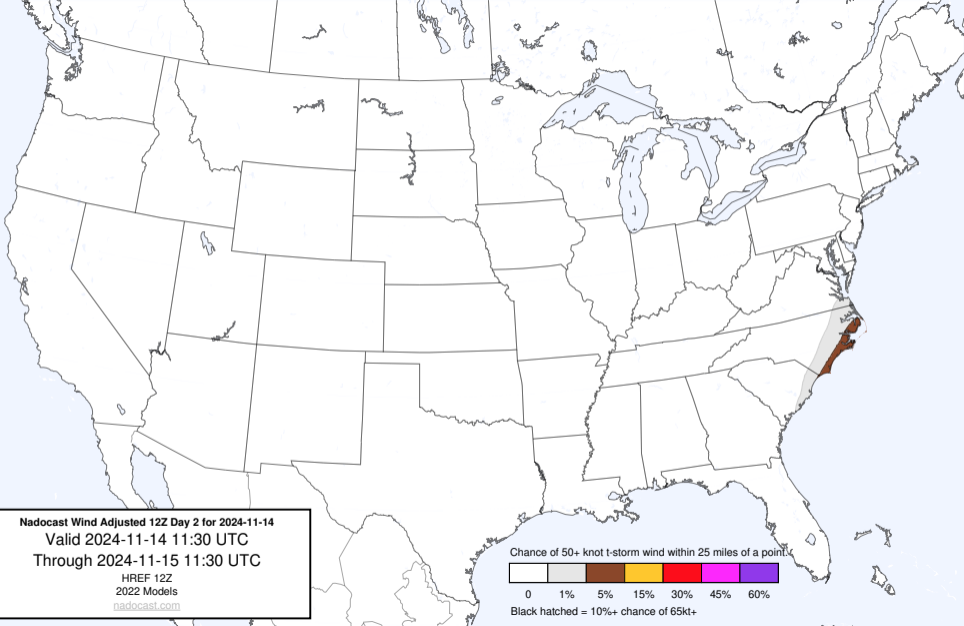 Nadocast Wind Adjusted 12Z Day 2 for 2024-11-14
Valid 2024-11-14 11:30 UTC
Through 2024-11-15 11:30 UTC
HREF 12Z
2022 Models
nadocast.com
Chance of 50+ knot t-storm wind within 25 miles of a point.
0 1% 5% 15% 30% 45% 60%
Black hatched = 10%+ chance of 65kt+